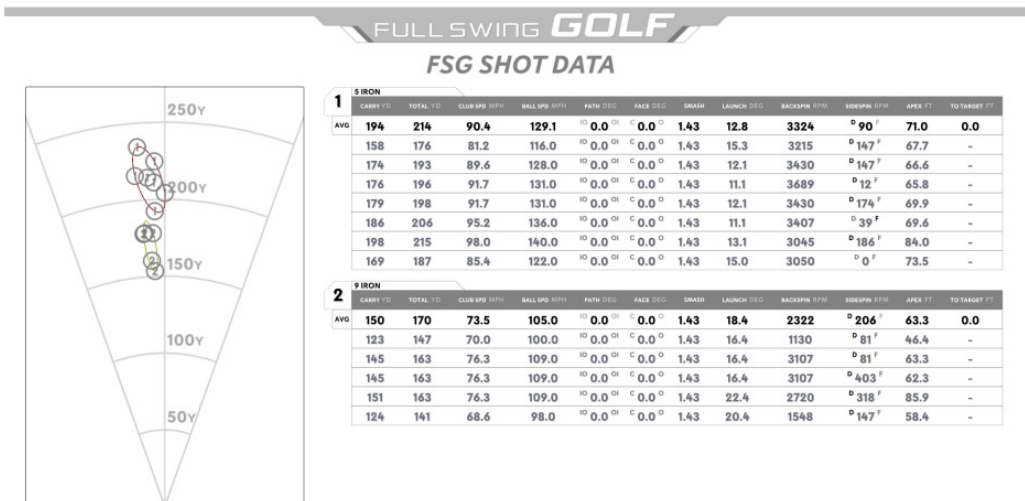 FULL SWING GOLF
FSG SHOT DATA
250Y
200Y
150Y
100Y
50Y
1 5 IRON
CARRY YD TOTAL YD CLUB SPD MPH BALL SPD MPH PATH DEG FACE DEG SMASH LAUNCH DEG BACKSPIN RPM SIDESPIN RPM APEX FT TO TARGET FT
AVG 194 214 90.4 129.1 IO 0.0 OI C 0.0 O 1.43 12.8 3324 D 90 F 71.0 0.0
158 176 81.2 116.0 IO 0.0 OI C 0.0 O 1.43 15.3 3215 D 147 F 67.7 -
174 193 89.6 128.0 IO 0.0 OI C 0.0 O 1.43 12.1 3430 D 147 F 66.6 -
176 196 91.7 131.0 IO 0.0 OI C 0.0 O 1.43 11.1 3689 D 12 F 65.8 -
179 198 91.7 131.0 IO 0.0 OI C 0.0 O 1.43 12.1 3430 D 174 F 69.9 -
186 206 95.2 136.0 IO 0.0 OI C 0.0 O 1.43 11.1 3407 D 39 F 69.6 -
198 215 98.0 140.0 IO 0.0 OI C 0.0 O 1.43 13.1 3045 D 186 F 84.0 -
169 187 85.4 122.0 IO 0.0 OI C 0.0 O 1.43 15.0 3050 D 0 F 73.5 -
2 9 IRON
CARRY YD TOTAL YD CLUB SPD MPH BALL SPD MPH PATH DEG FACE DEG SMASH LAUNCH DEG BACKSPIN RPM SIDESPIN RPM APEX FT TO TARGET FT
AVG 150 170 73.5 105.0 IO 0.0 OI C 0.0 O 1.43 18.4 2322 D 206 F 63.3 0.0
123 147 70.0 100.0 IO 0.0 OI C 0.0 O 1.43 16.4 1130 D 81 F 46.4 -
145 163 76.3 109.0 IO 0.0 OI C 0.0 O 1.43 16.4 3107 D 81 F 63.3 -
145 163 76.3 109.0 IO 0.0 OI C 0.0 O 1.43 16.4 3107 D 403 F 62.3 -
151 163 76.3 109.0 IO 0.0 OI C 0.0 O 1.43 22.4 2720 D 318 F 85.9 -
124 141 68.6 98.0 IO 0.0 OI C 0.0 O 1.43 20.4 1548 D 147 F 58.4 -